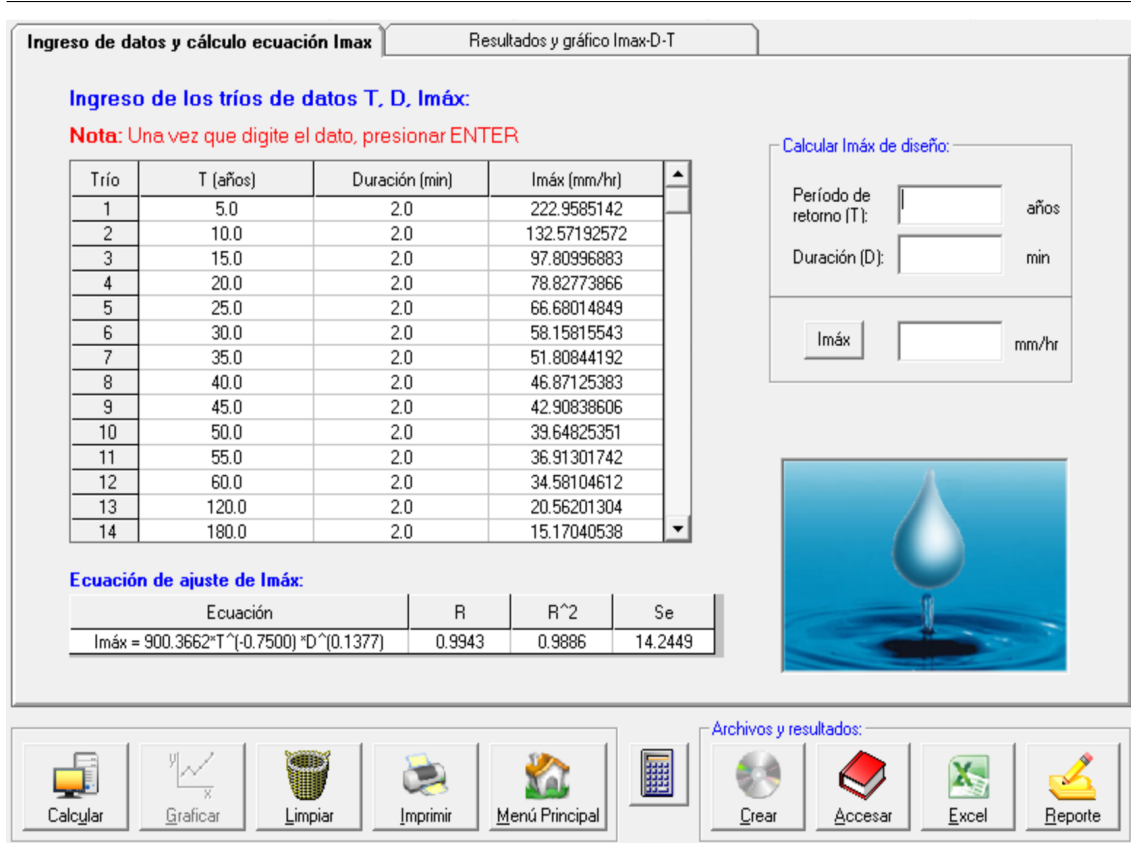 Ingreso de datos y cálculo ecuación Imax
Resultados y gráfico Imax-D-T
Ingreso de los tríos de datos T, D, Imáx:
Nota: Una vez que digite el dato, presionar ENTER
Trío T (años) Duración (min) Imáx (mm/hr)
1 5.0 2.0 222.9585142
2 10.0 2.0 132.57192572
3 15.0 2.0 97.80996883
4 20.0 2.0 78.82773866
5 25.0 2.0 66.68014849
6 30.0 2.0 58.15815543
7 35.0 2.0 51.80844192
8 40.0 2.0 46.87125383
9 45.0 2.0 42.90838606
10 50.0 2.0 39.64825351
11 55.0 2.0 36.91301742
12 60.0 2.0 34.58104612
13 120.0 2.0 20.56201304
14 180.0 2.0 15.17040538
Calcular Imáx de diseño:
Período de
retorno (T): años
Duración (D): min
Imáx mm/hr
Ecuación de ajuste de Imáx:
Ecuación R R^2 Se
Imáx = 900.3662*T^(-0.7500) *D^(0.1377) 0.9943 0.9886 14.2449
Calcular
y
x
Graficar
Limpiar
Imprimir
Menú Principal
Archivos y resultados:
Crear
Accesar
Excel
Reporte